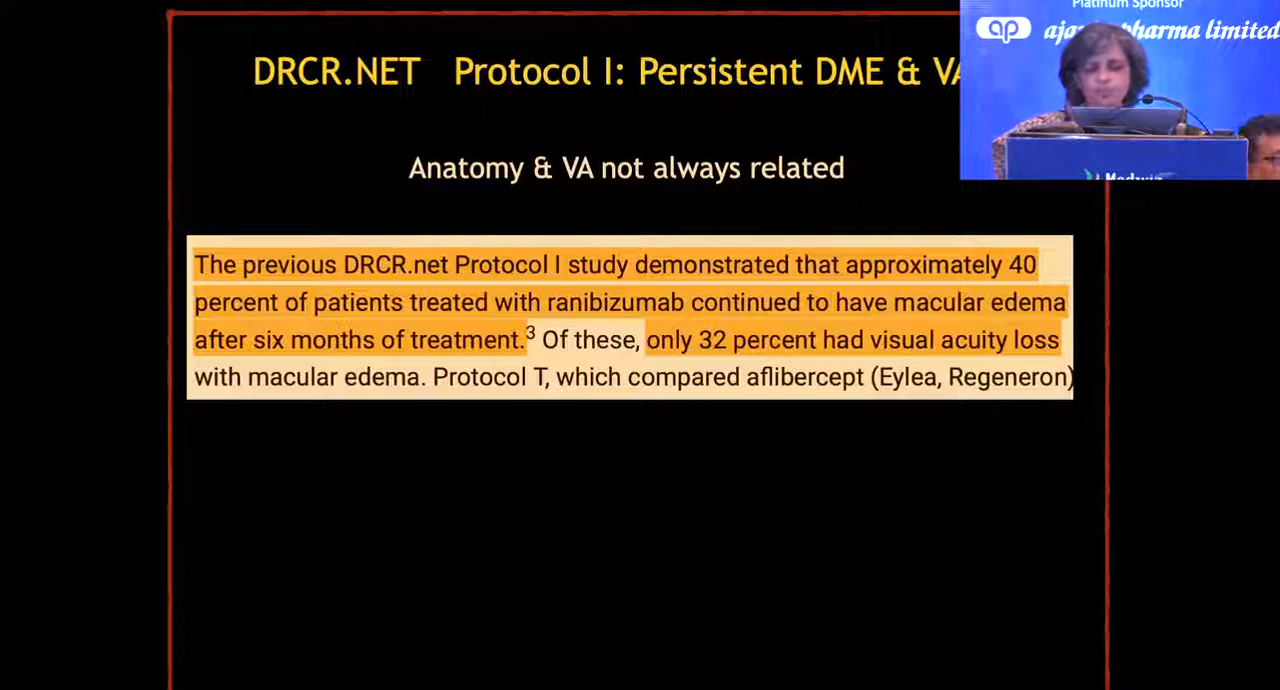 Platinum Sponsor
ap pharma limited
DRCR.NET Protocol I: Persistent DME & VA
Anatomy & VA not always related
The previous DRCR.net Protocol I study demonstrated that approximately 40
percent of patients treated with ranibizumab continued to have macular edema
after six months of treatment.3 Of these, only 32 percent had visual acuity loss
with macular edema. Protocol T, which compared aflibercept (Eylea, Regeneron)